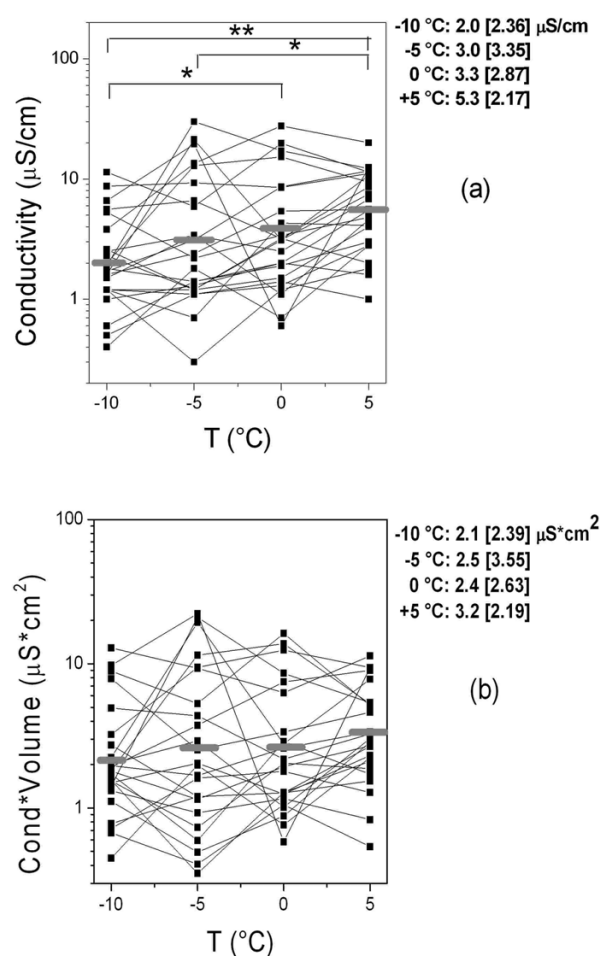 ** *
*
100
10
1
Conductivity (μS/cm)
-10 -5 0 5
T (°C)
-10 °C: 2.0 [2.36] μS/cm
-5 °C: 3.0 [3.35]
0 °C: 3.3 [2.87]
+5 °C: 5.3 [2.17]
(a)
100
10
1
Cond*Volume (μS*cm²)
-10 -5 0 5
T (°C)
-10 °C: 2.1 [2.39] μS*cm²
-5 °C: 2.5 [3.55]
0 °C: 2.4 [2.63]
+5 °C: 3.2 [2.19]
(b)